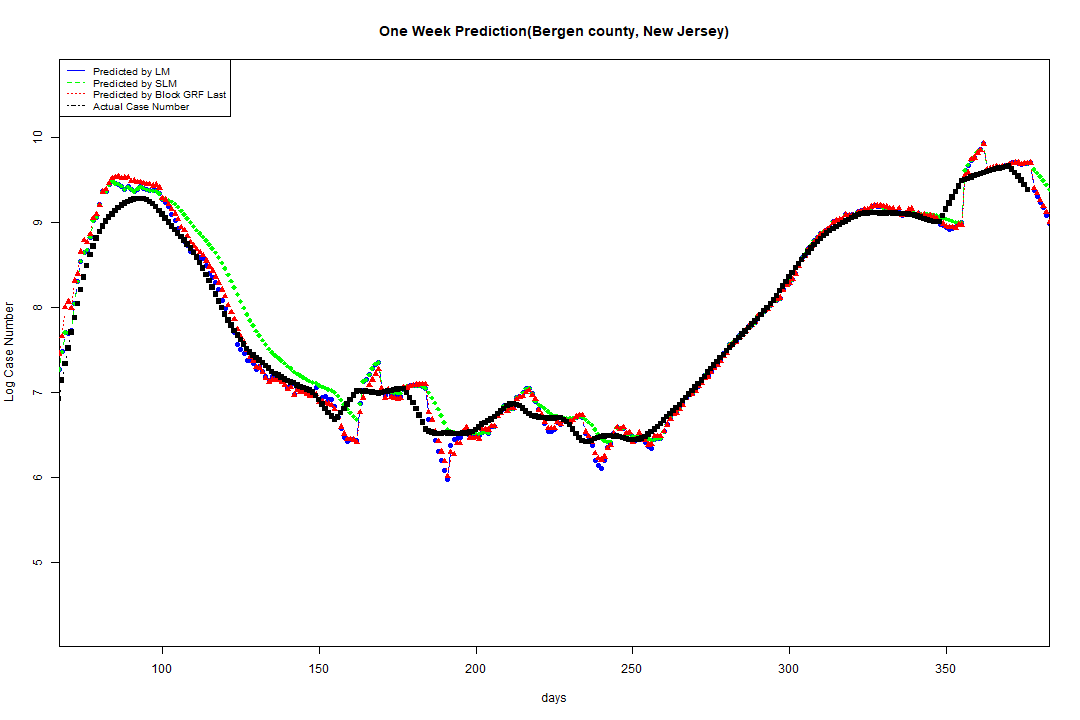 One Week Prediction(Bergen county, New Jersey)
Predicted by LM
Predicted by SLM
Predicted by Block GRF Last
Actual Case Number
10
9
8
7
6
5
Log Case Number
100 150 200 250 300 350
days